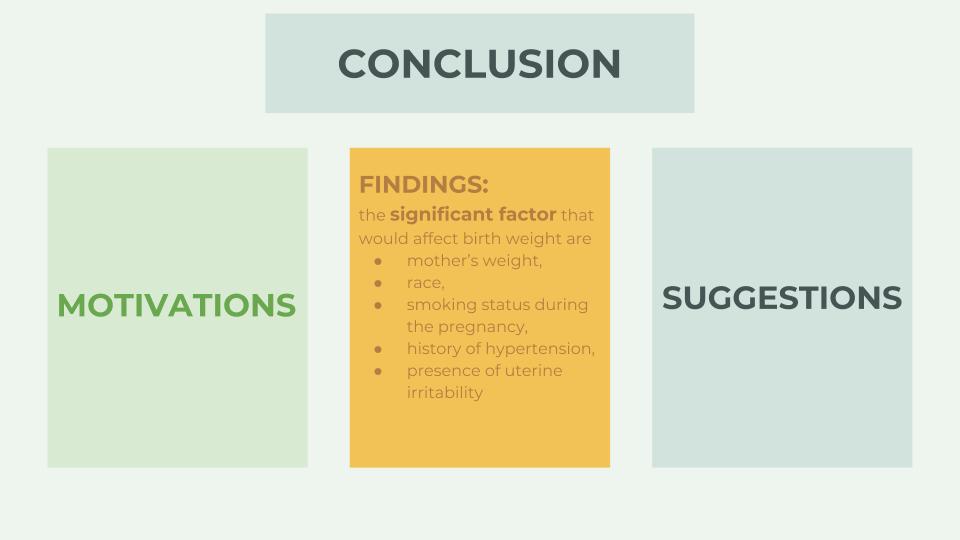 CONCLUSION
MOTIVATIONS
FINDINGS:
the significant factor that
would affect birth weight are
● mother's weight,
● race,
● smoking status during
the pregnancy,
● history of hypertension,
● presence of uterine
irritability
SUGGESTIONS